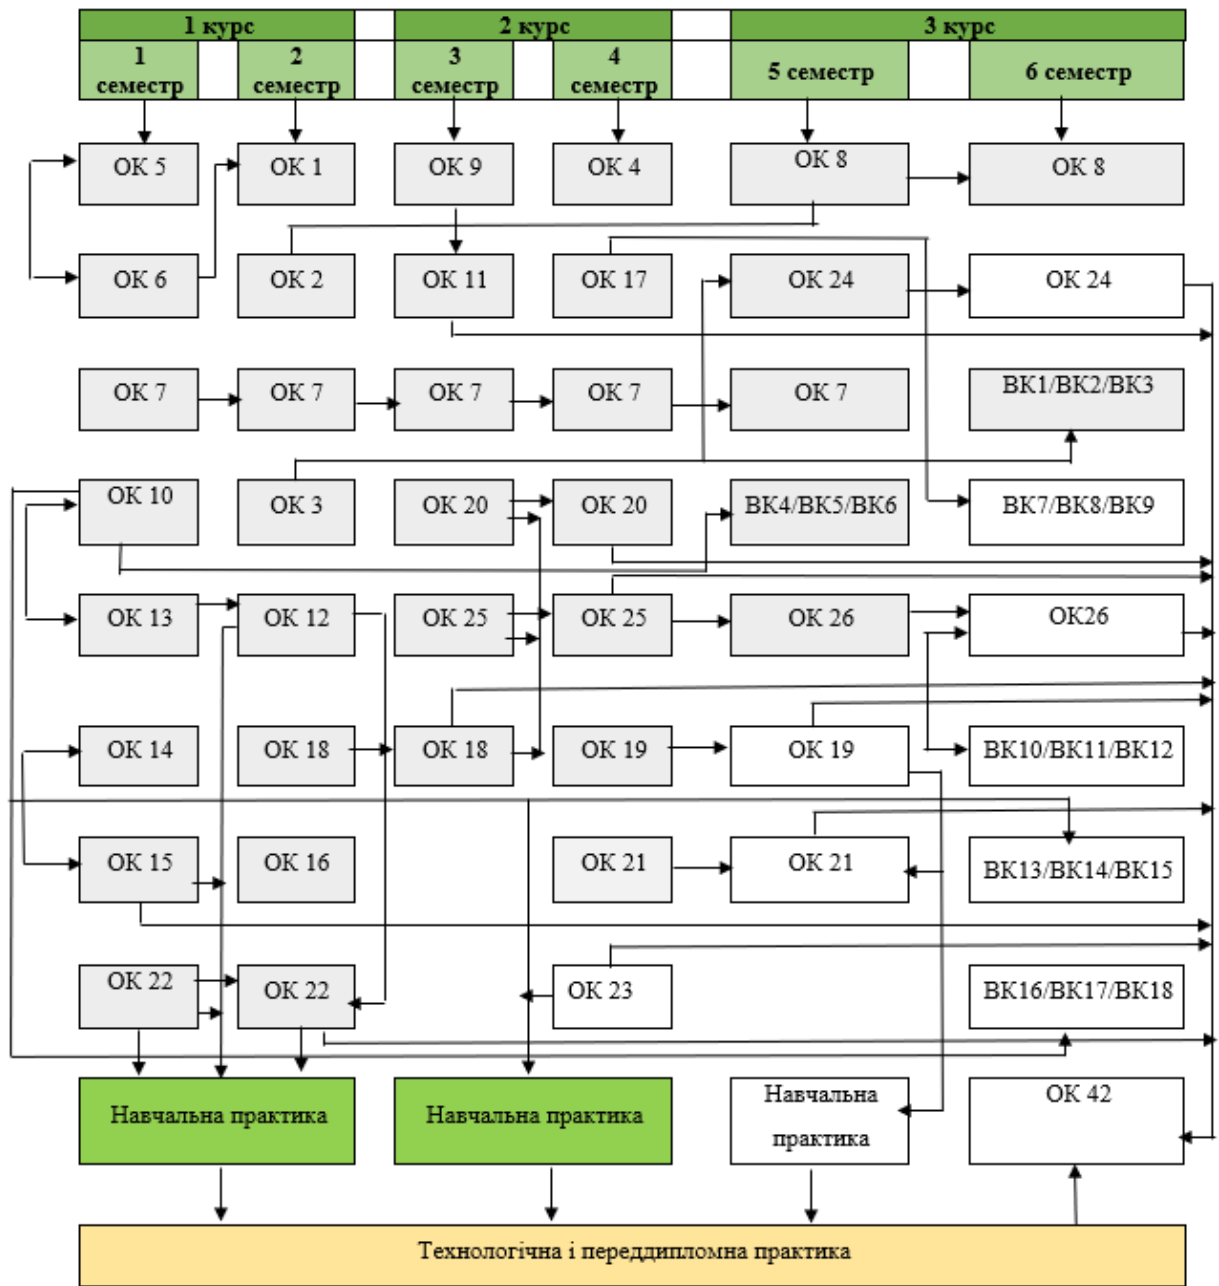 1 курс
2 курс
3 курс
1
семестр
2
семестр
3
семестр
4
семестр
5 семестр
6 семестр
ОК 5
ОК 1
ОК 9
ОК 4
ОК 8
ОК 8
ОК 6
ОК 2
ОК 11
ОК 17
ОК 24
ОК 24
ОК 7
ОК 7
ОК 7
ОК 7
ОК 7
ВК1/ВК2/ВК3
ОК 10
ОК 3
ОК 20
ОК 20
ВК4/ВК5/ВК6
ВК7/ВК8/ВК9
ОК 13
ОК 12
ОК 25
ОК 25
ОК 26
ОК26
ОК 14
ОК 18
ОК 18
ОК 19
ОК 19
ВК10/ВК11/ВК12
ОК 15
ОК 16
ОК 21
ОК 21
ВК13/ВК14/ВК15
ОК 22
ОК 22
ОК 23
ВК16/ВК17/ВК18
Навчальна практика
Навчальна практика
Навчальна
практика
ОК 42
Технологічна і переддипломна практика